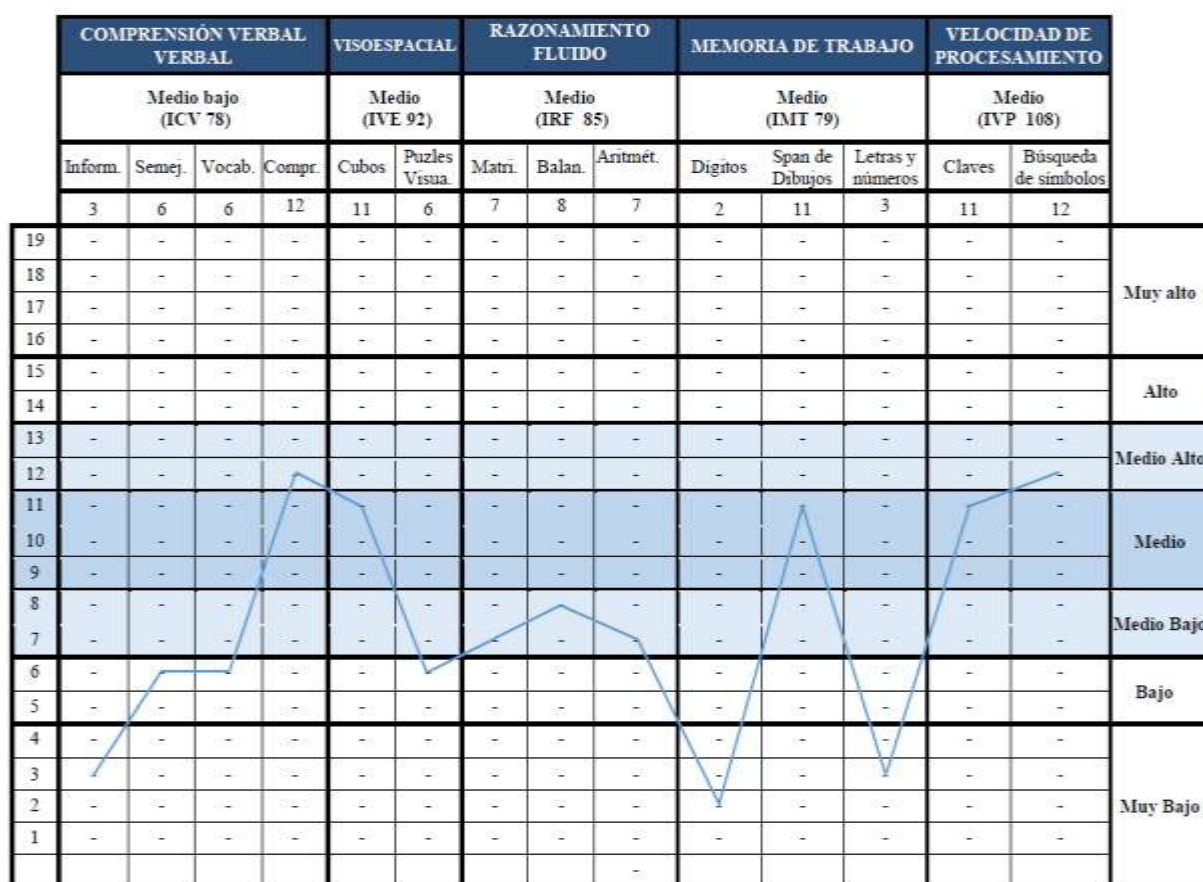 COMPRENSIÓN VERBAL
VERBAL
VISOESPACIAL
RAZONAMIENTO
FLUIDO
MEMORIA DE TRABAJO
VELOCIDAD DE
PROCESAMIENTO
Medio bajo
(ICV 78)
Medio
(IVE 92)
Medio
(IRF 85)
Medio
(IMT 79)
Medio
(IVP 108)
Inform.
Semej.
Vocab.
Compr.
Cubos
Puzles
Visua.
Matri.
Balan.
Aritmét.
Dígitos
Span de
Dibujos
Letras y
números
Claves
Búsqueda
de símbolos
3 6 6 12 11 6 7 8 7 2 11 3 11 12
19 - - - - - - - - - - - - - -
18 - - - - - - - - - - - - - -
Muy alto
17 - - - - - - - - - - - - - -
16 - - - - - - - - - - - - - -
15 - - - - - - - - - - - - - -
Alto
14 - - - - - - - - - - - - - -
13 - - - - - - - - - - - - - -
Medio Alto
12 - - - - - - - - - - - - - -
11 - - - - - - - - - - - - - -
10 - - - - - - - - - - - - - -
Medio
9 - - - - - - - - - - - - - -
8 - - - - - - - - - - - - - -
Medio Bajo
7 - - - - - - - - - - - - - -
6 - - - - - - - - - - - - - -
Bajo
5 - - - - - - - - - - - - - -
4 - - - - - - - - - - - - - -
3 - - - - - - - - - - - - - -
2 - - - - - - - - - - - - - -
Muy Bajo
1 - - - - - - - - - - - - - -
-